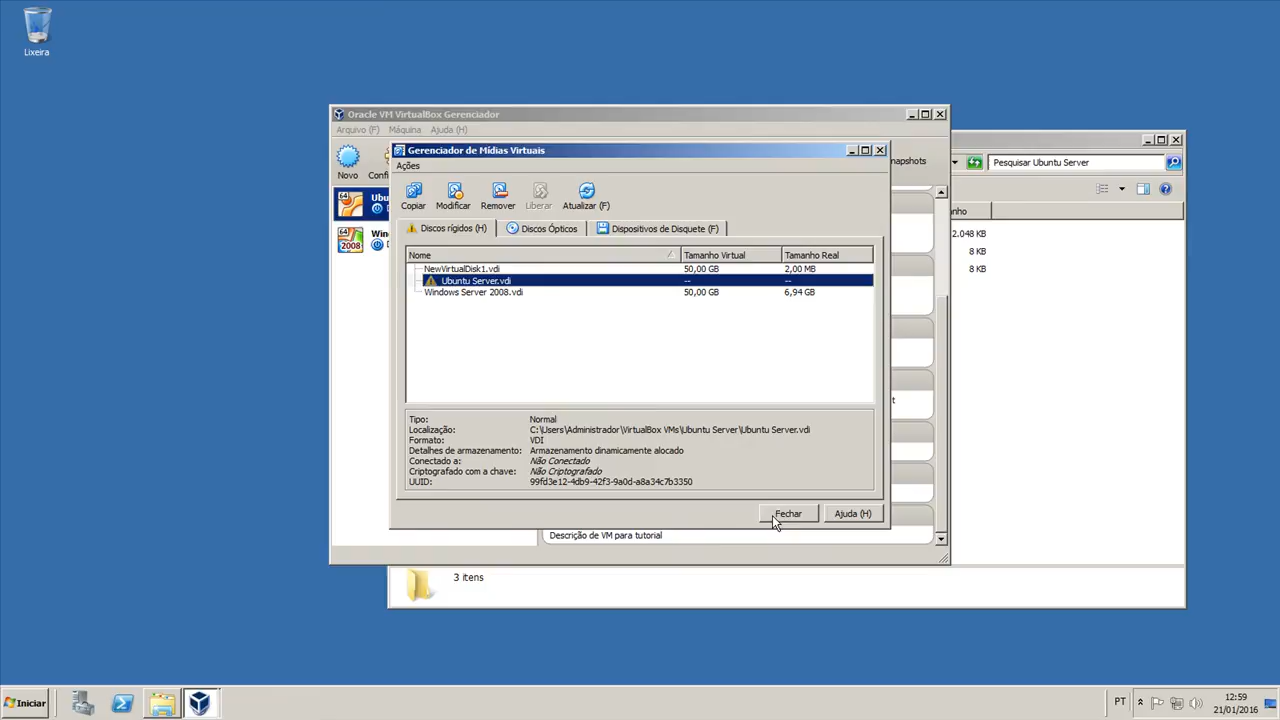 Lixeira
Oracle VM VirtualBox Gerenciador
Arquivo (F) Máquina Ajuda (H)
Novo
Gerenciador de Mídias Virtuais
Ações
Copiar Modificar Remover Liberar Atualizar (F)
Discos rígidos (H) Discos Ópticos Dispositivos de Disquete (F)
Nome Tamanho Virtual Tamanho Real
NewVirtualDisk1.vdi 50,00 GB 2,00 MB
Ubuntu Server.vdi -- --
Windows Server 2008.vdi 50,00 GB 6,94 GB
Tipo: Normal
Localização: C:\Users\Administrador\VirtualBox VMs\Ubuntu Server\Ubuntu Server.vdi
Formato: VDI
Detalhes de armazenamento: Armazenamento dinamicamente alocado
Conectado a: Não Conectado
Criptografado com a chave: Não Criptografado
UUID: 99fd3e12-4db9-42f3-9a0d-a8a34c7b3350
Fechar Ajuda (H)
64
64
2008
Descrição de VM para tutorial
Pesquisar Ubuntu Server
2.048 KB
8 KB
8 KB
3 itens
Iniciar
PT
12:59
21/01/2016